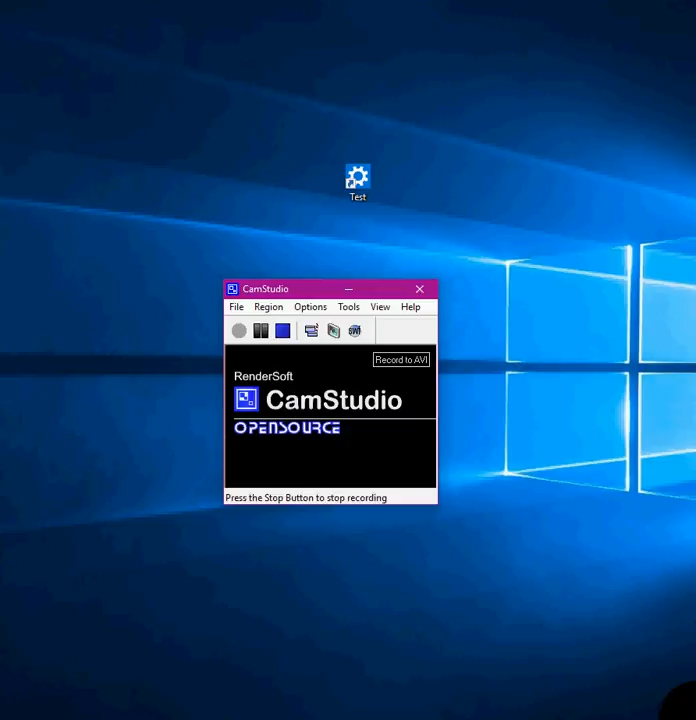 Test
CamStudio
File Region Options Tools View Help
Record to AVI
RenderSoft
CamStudio
OPENSOURCE
Press the Stop Button to stop recording